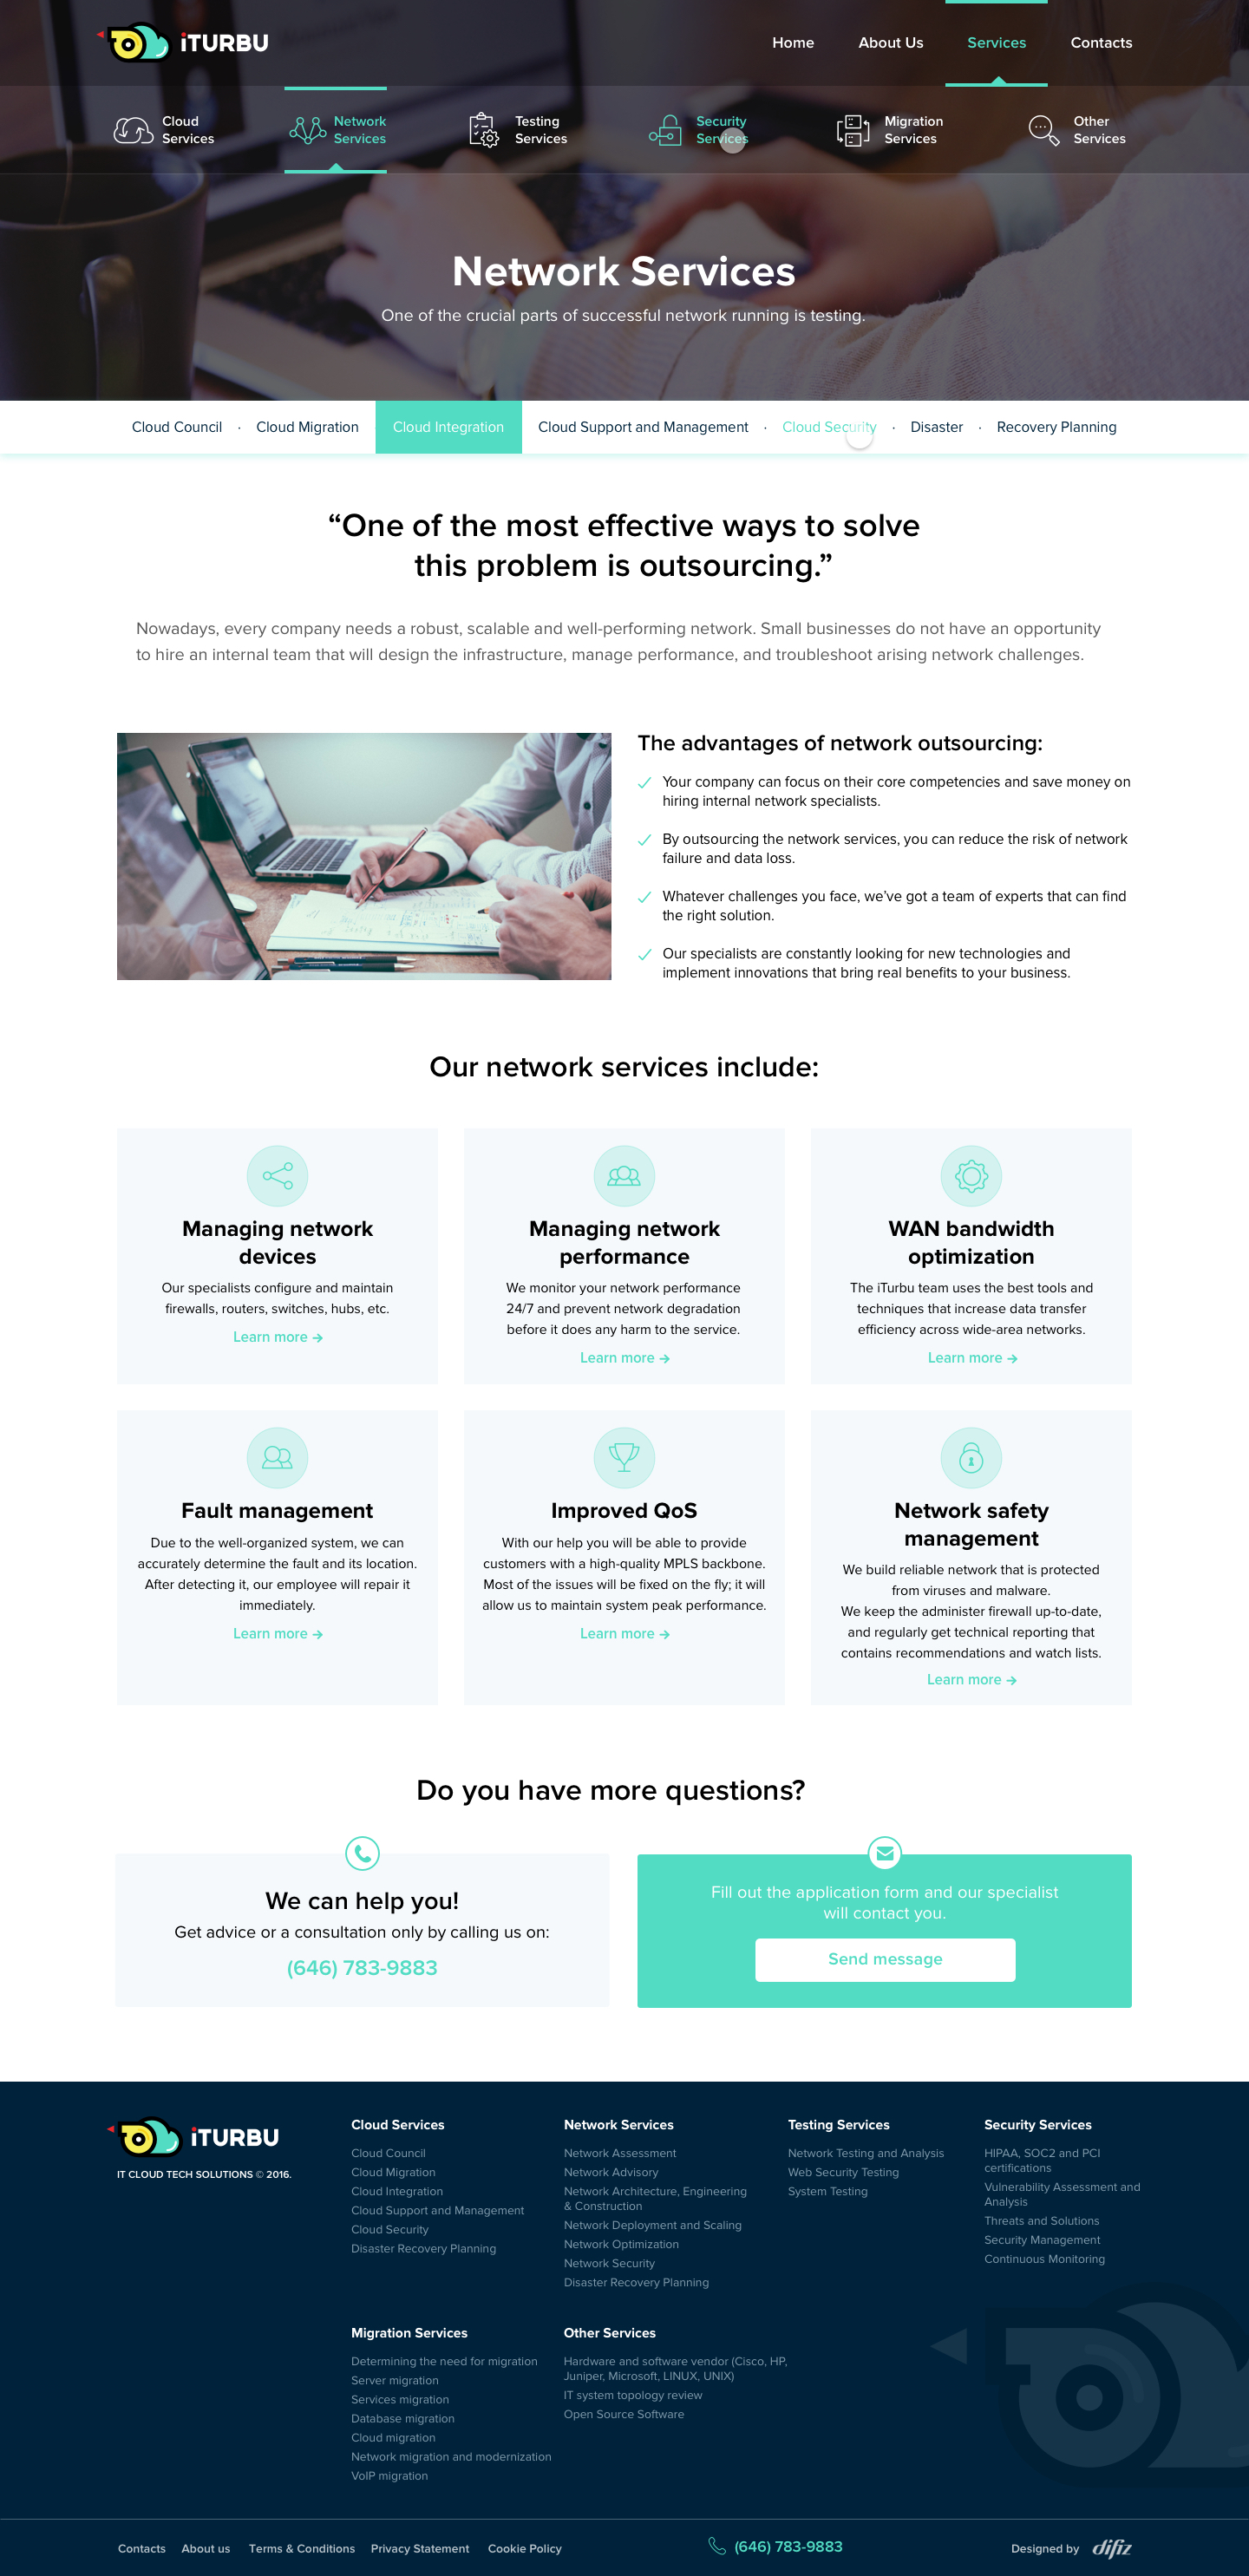 iTURBU
Home
About Us
Services
Contacts
Cloud
Services
Network
Services
Testing
Services
Security
Services
Migration
Services
Other
Services
Network Services
One of the crucial parts of successful network running is testing.
Cloud Council · Cloud Migration Cloud Integration Cloud Support and Management · Cloud Security · Disaster · Recovery Planning
“One of the most effective ways to solve
this problem is outsourcing.”
Nowadays, every company needs a robust, scalable and well-performing network. Small businesses do not have an opportunity
to hire an internal team that will design the infrastructure, manage performance, and troubleshoot arising network challenges.
The advantages of network outsourcing:
Your company can focus on their core competencies and save money on
hiring internal network specialists.
By outsourcing the network services, you can reduce the risk of network
failure and data loss.
Whatever challenges you face, we’ve got a team of experts that can find
the right solution.
Our specialists are constantly looking for new technologies and
implement innovations that bring real benefits to your business.
Our network services include:
Managing network
devices
Our specialists configure and maintain
firewalls, routers, switches, hubs, etc.
Learn more →
Managing network
performance
We monitor your network performance
24/7 and prevent network degradation
before it does any harm to the service.
Learn more →
WAN bandwidth
optimization
The iTurbu team uses the best tools and
techniques that increase data transfer
efficiency across wide-area networks.
Learn more →
Fault management
Due to the well-organized system, we can
accurately determine the fault and its location.
After detecting it, our employee will repair it
immediately.
Learn more →
Improved QoS
With our help you will be able to provide
customers with a high-quality MPLS backbone.
Most of the issues will be fixed on the fly; it will
allow us to maintain system peak performance.
Learn more →
Network safety
management
We build reliable network that is protected
from viruses and malware.
We keep the administer firewall up-to-date,
and regularly get technical reporting that
contains recommendations and watch lists.
Learn more →
Do you have more questions?
We can help you!
Get advice or a consultation only by calling us on:
(646) 783-9883
Fill out the application form and our specialist
will contact you.
Send message
iTURBU
IT CLOUD TECH SOLUTIONS © 2016.
Cloud Services
Cloud Council
Cloud Migration
Cloud Integration
Cloud Support and Management
Cloud Security
Disaster Recovery Planning
Network Services
Network Assessment
Network Advisory
Network Architecture, Engineering
& Construction
Network Deployment and Scaling
Network Optimization
Network Security
Disaster Recovery Planning
Testing Services
Network Testing and Analysis
Web Security Testing
System Testing
Security Services
HIPAA, SOC2 and PCI
certifications
Vulnerability Assessment and
Analysis
Threats and Solutions
Security Management
Continuous Monitoring
Migration Services
Determining the need for migration
Server migration
Services migration
Database migration
Cloud migration
Network migration and modernization
VoIP migration
Other Services
Hardware and software vendor (Cisco, HP,
Juniper, Microsoft, LINUX, UNIX)
IT system topology review
Open Source Software
Contacts
About us
Terms & Conditions
Privacy Statement
Cookie Policy
(646) 783-9883
Designed by difiz